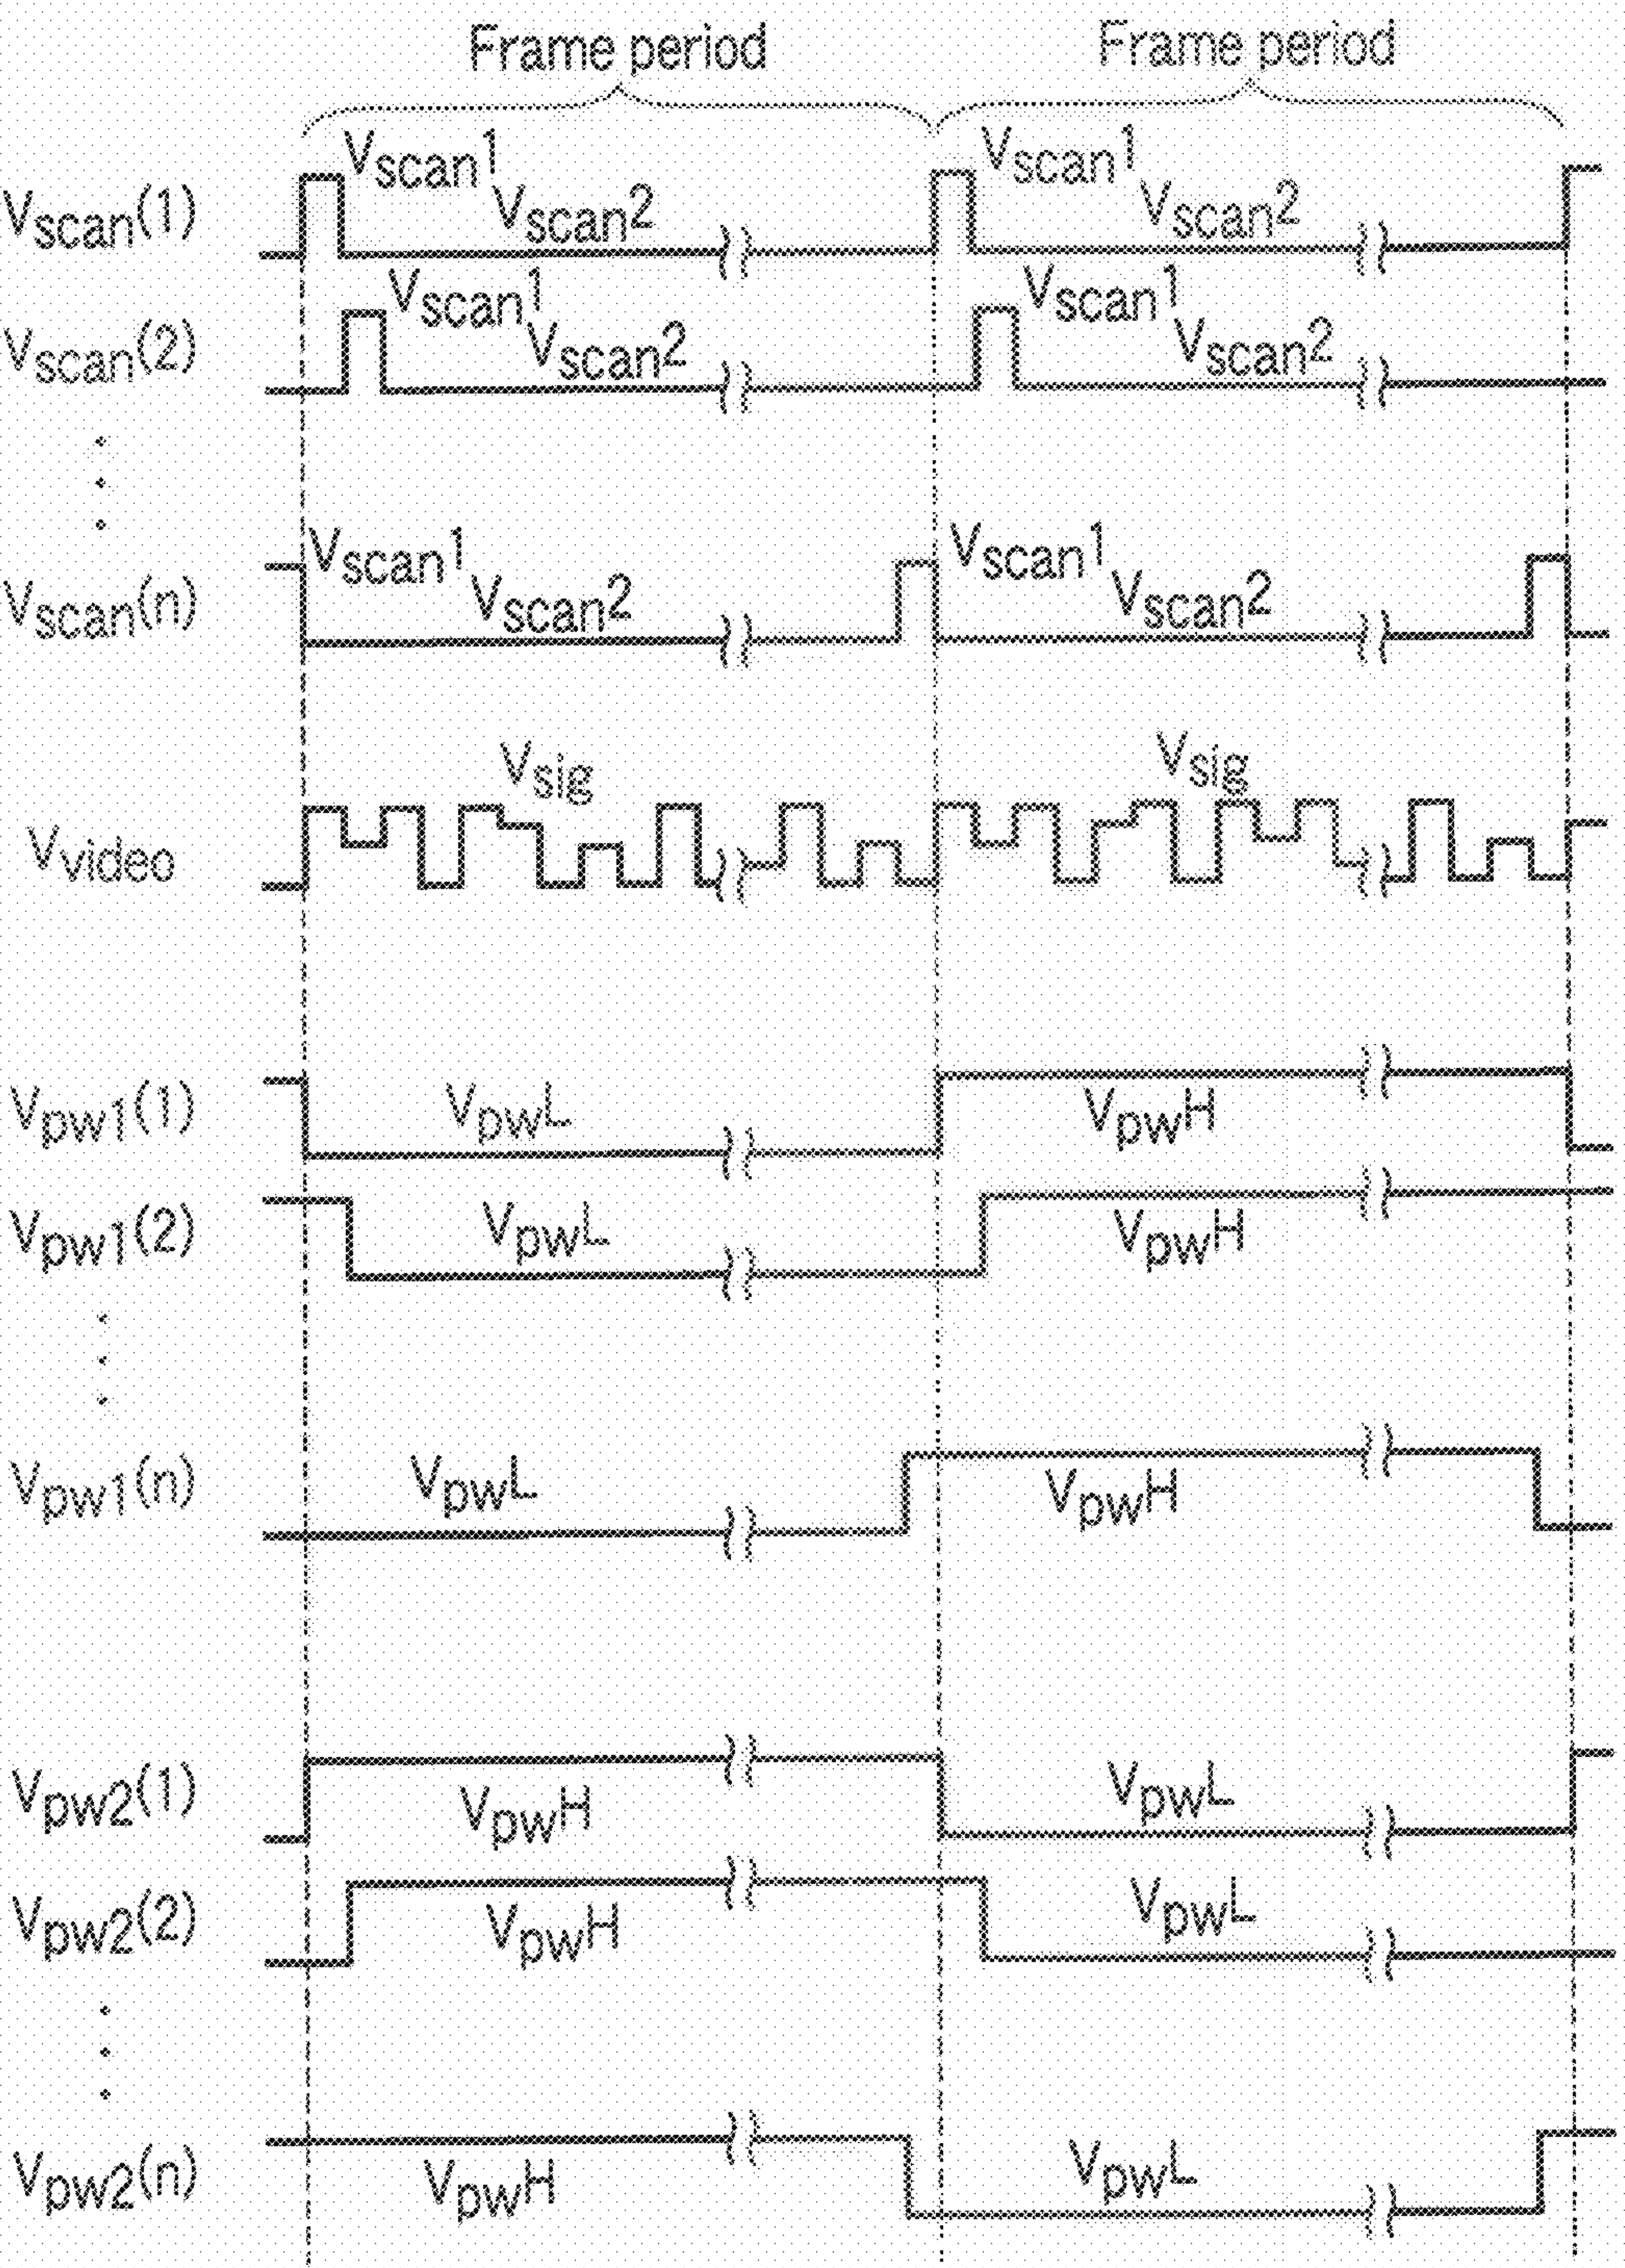 Frame period Frame period
Vscan(1) Vscan1 Vscan2 Vscan1 Vscan2
Vscan(2) Vscan1 Vscan2 Vscan1 Vscan2
Vscan(n) Vscan1 Vscan2 Vscan1 Vscan2
Vvideo Vsig Vsig
Vpw1(1) VpwL VpwH
Vpw1(2) VpwL VpwH
Vpw1(n) VpwL VpwH
Vpw2(1) VpwH VpwL
Vpw2(2) VpwH VpwL
Vpw2(n) VpwH VpwL